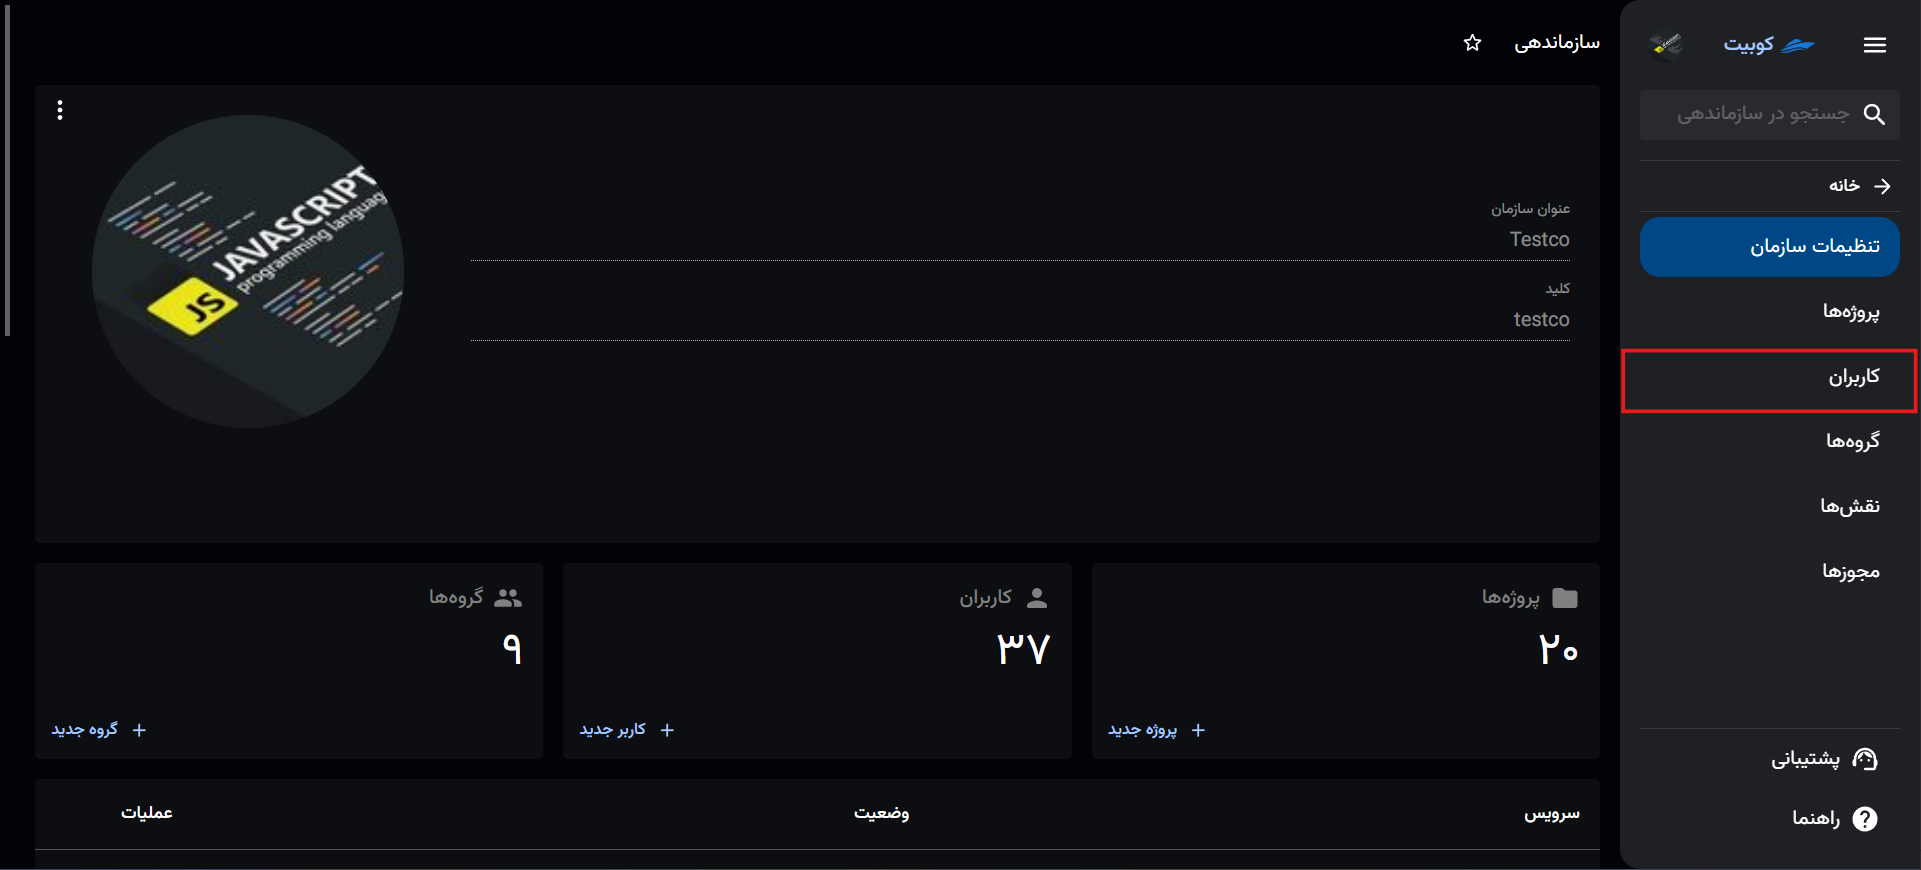 کوبیت
جستجو در سازماندهی
خانه
تنظیمات سازمان
پروژه‌ها
کاربران
گروه‌ها
نقش‌ها
مجوزها
پشتیبانی
راهنما
سازماندهی
عنوان سازمان
Testco
کلید
testco
JAVASCRIPT
programming languag
JS
پروژه‌ها
۲۰
پروژه جدید
کاربران
۳۷
کاربر جدید
گروه‌ها
۹
گروه جدید
سرویس وضعیت عملیات